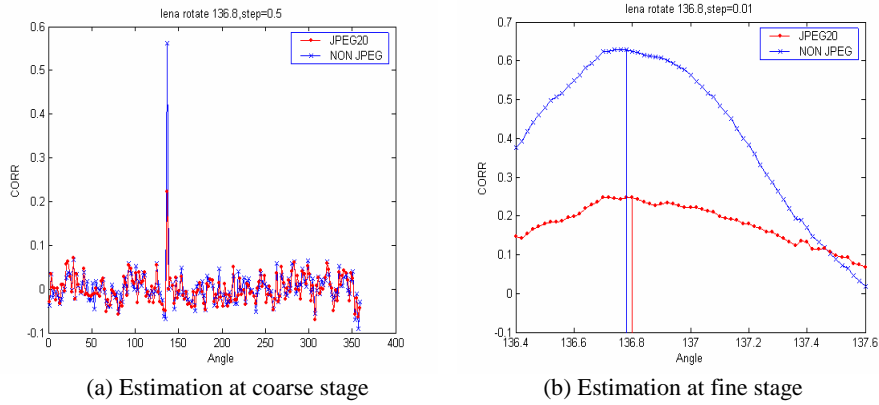 lena rotate 136.8,step=0.5
0.6
0.5
0.4
0.3
0.2
0.1
0
-0.1
CORR
JPEG20
NON JPEG
0 50 100 150 200 250 300 350 400
Angle
(a) Estimation at coarse stage
lena rotate 136.8,step=0.01
0.7
0.6
0.5
0.4
0.3
0.2
0.1
0
-0.1
CORR
JPEG20
NON JPEG
136.4 136.6 136.8 137 137.2 137.4 137.6
Angle
(b) Estimation at fine stage